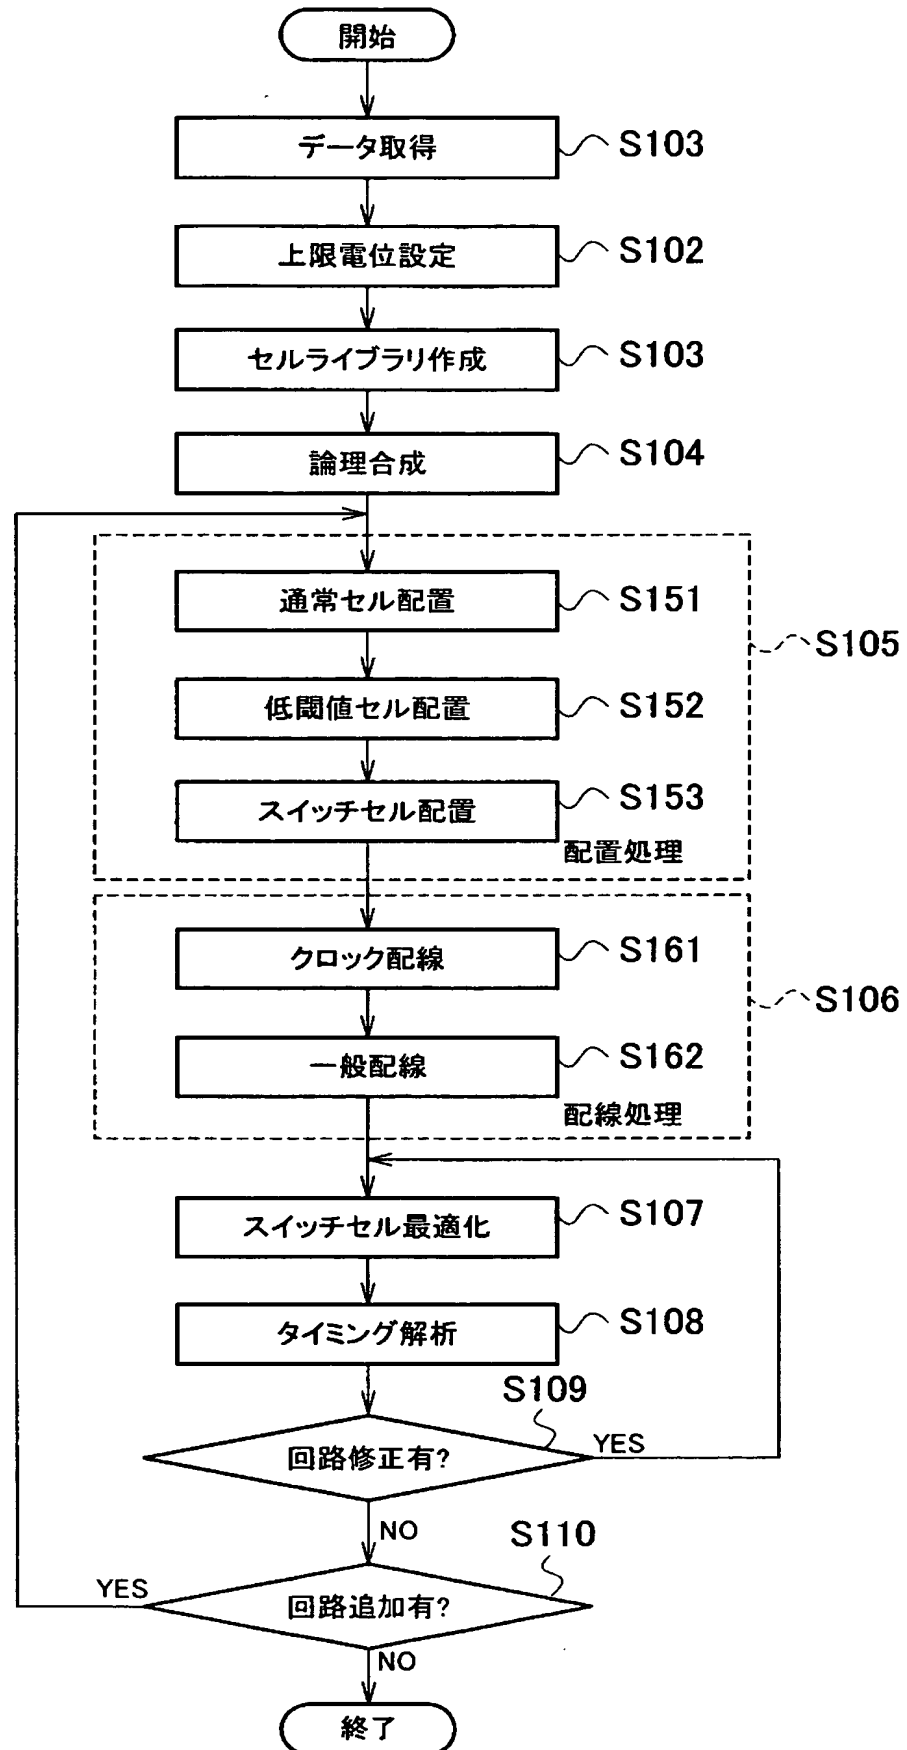 開始
データ取得 S103
上限電位設定 S102
セルライブラリ作成 S103
論理合成 S104
通常セル配置 S151
S105
低閾値セル配置 S152
スイッチセル配置 S153
配置処理
クロック配線 S161
S106
一般配線 S162
配線処理
スイッチセル最適化 S107
タイミング解析 S108
S109
回路修正有? YES
NO
S110
YES 回路追加有?
NO
終了